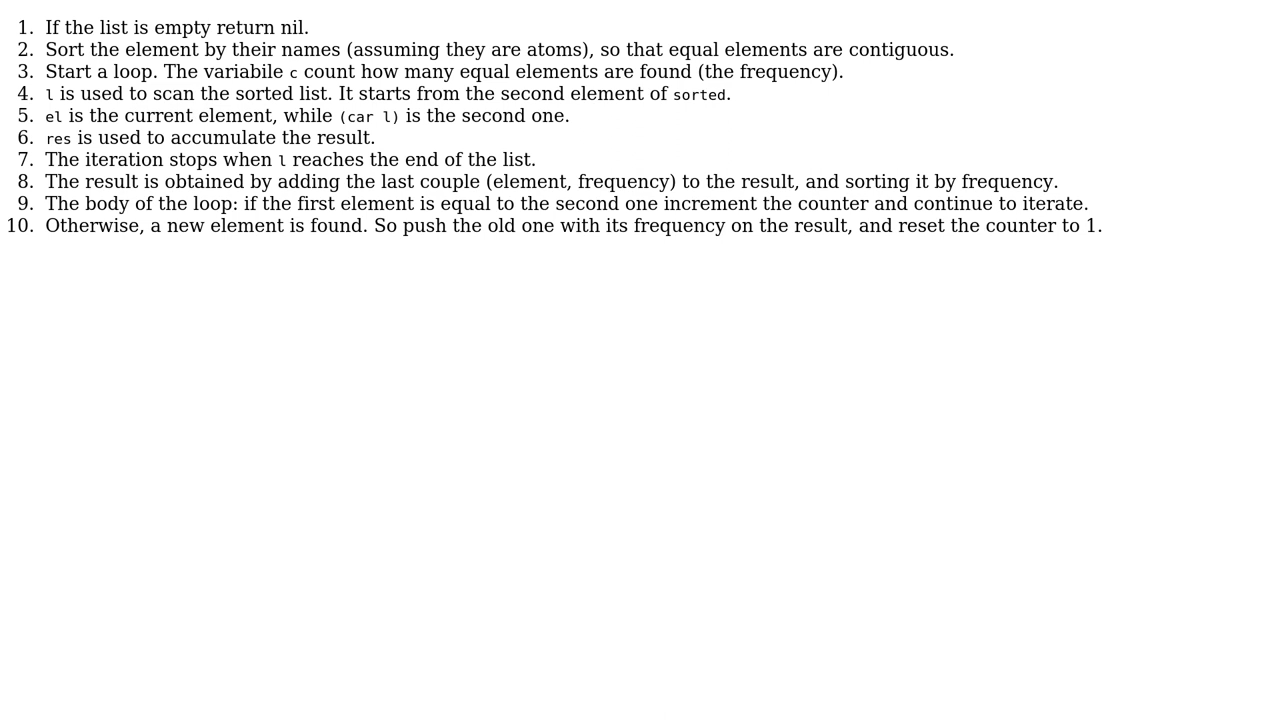 1. If the list is empty return nil.
2. Sort the element by their names (assuming they are atoms), so that equal elements are contiguous.
3. Start a loop. The variabile c count how many equal elements are found (the frequency).
4. l is used to scan the sorted list. It starts from the second element of sorted.
5. el is the current element, while (car l) is the second one.
6. res is used to accumulate the result.
7. The iteration stops when l reaches the end of the list.
8. The result is obtained by adding the last couple (element, frequency) to the result, and sorting it by frequency.
9. The body of the loop: if the first element is equal to the second one increment the counter and continue to iterate.
10. Otherwise, a new element is found. So push the old one with its frequency on the result, and reset the counter to 1.